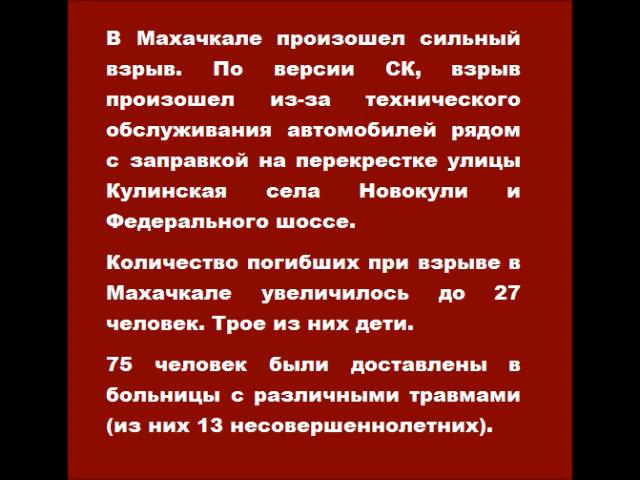 В Махачкале произошел сильный
взрыв. По версии СК, взрыв
произошел из-за технического
обслуживания автомобилей рядом
с заправкой на перекрестке улицы
Кулинская села Новокули и
Федерального шоссе.
Количество погибших при взрыве в
Махачкале увеличилось до 27
человек. Трое из них дети.
75 человек были доставлены в
больницы с различными травмами
(из них 13 несовершеннолетних).